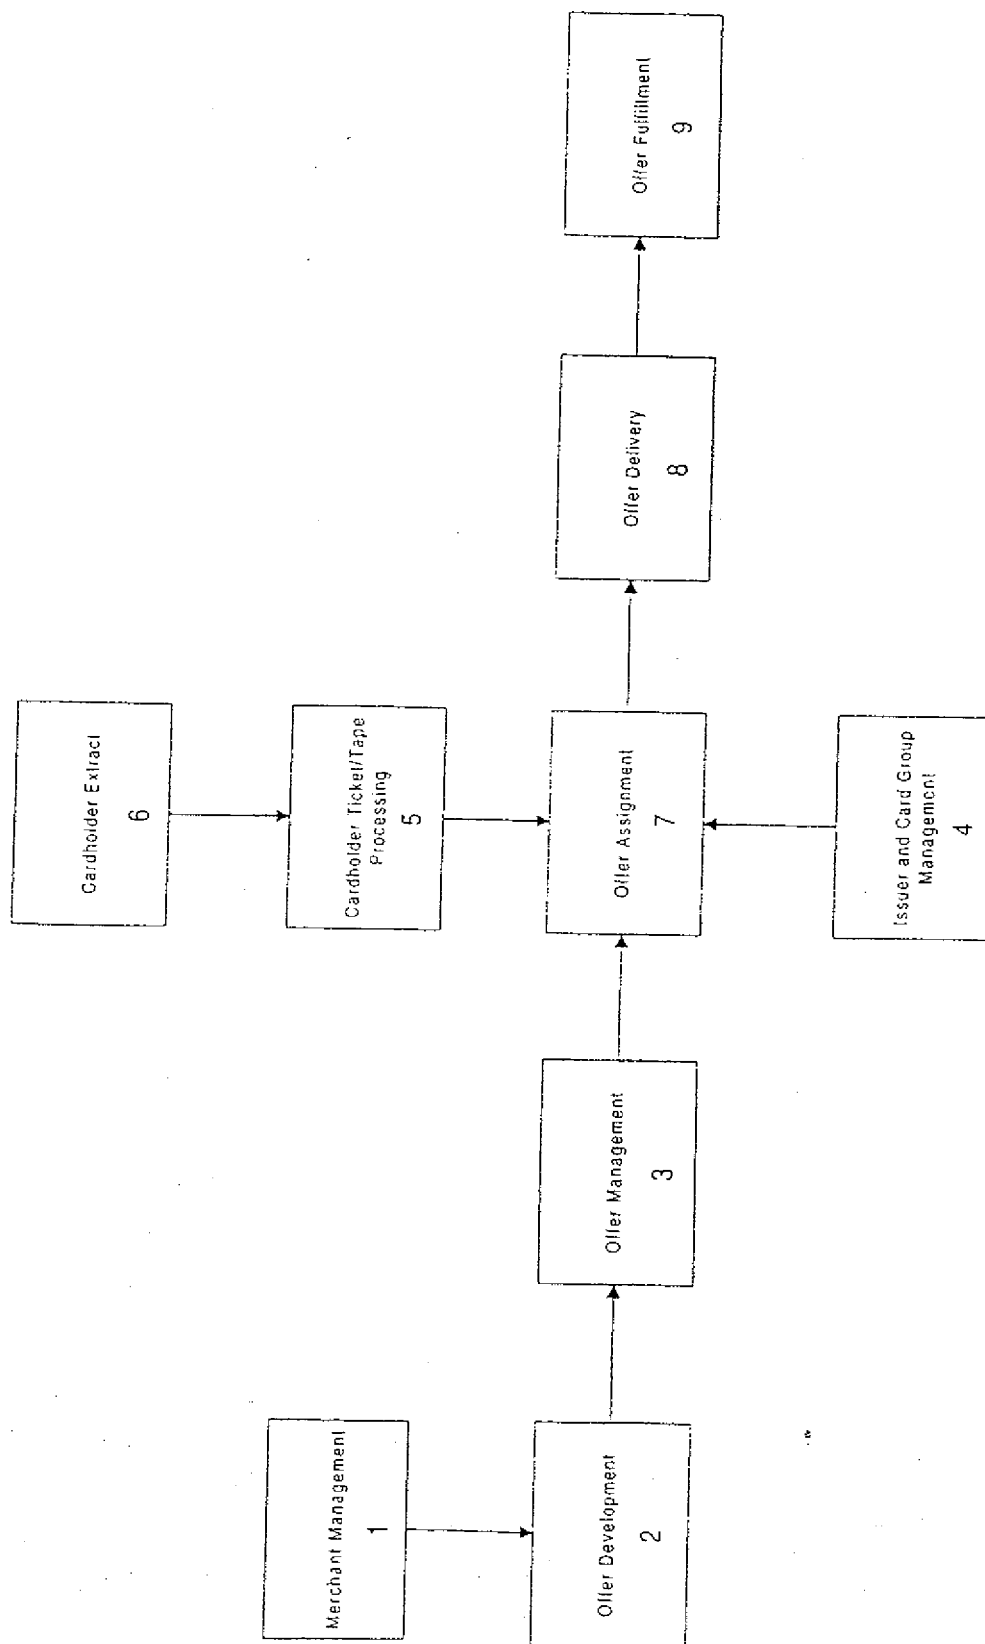 Merchant Management
1
Offer Development
2
Offer Management
3
Issuer and Card Group
Management
4
Cardholder Ticket/Tape
Processing
5
Cardholder Extract
6
Offer Assignment
7
Offer Delivery
8
Offer Fulfillment
9